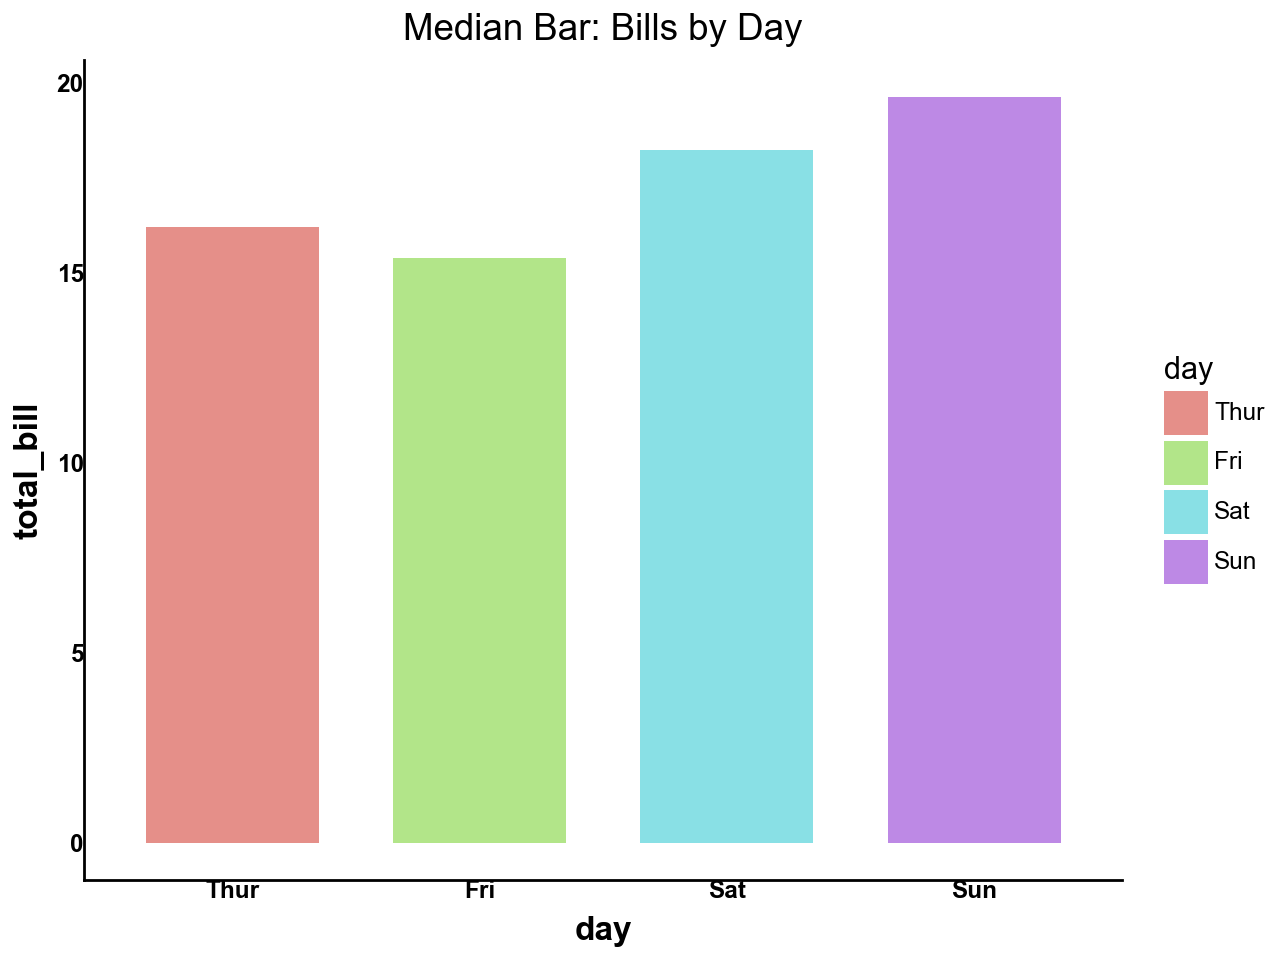 Median Bar: Bills by Day
20
15
10
5
0
total_bill
Thur
Fri
Sat
Sun
day
day
Thur
Fri
Sat
Sun